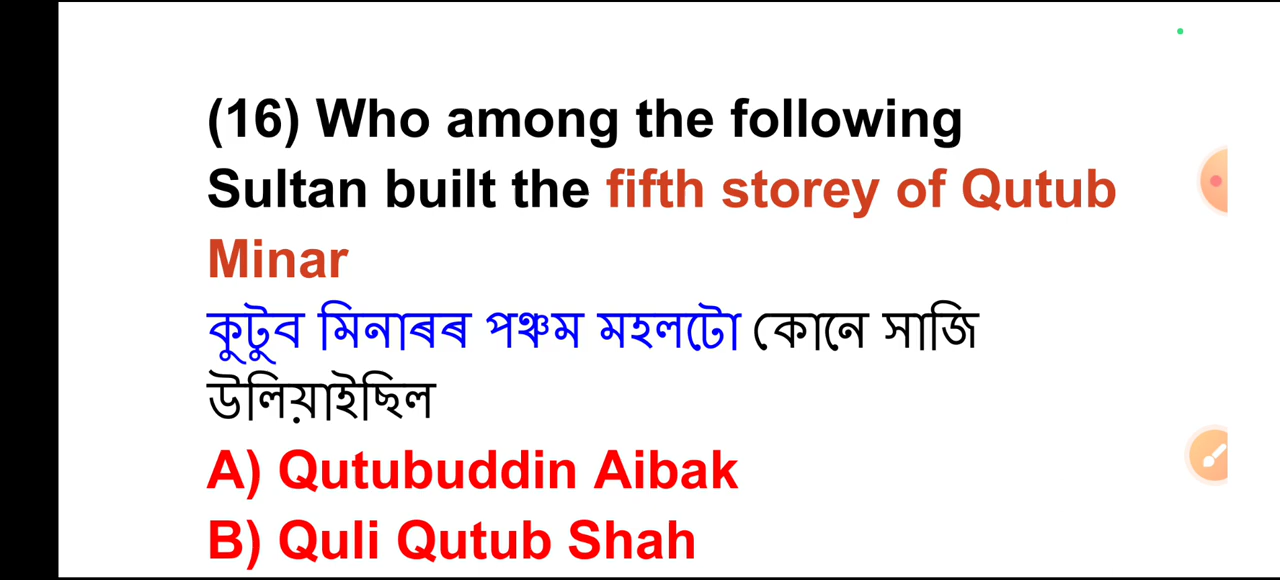 (16) Who among the following
Sultan built the fifth storey of Qutub
Minar
কুটুব মিনাৰৰ পঞ্চম মহলটো কোনে সাজি
উলিয়াইছিল
A) Qutubuddin Aibak
B) Quli Qutub Shah